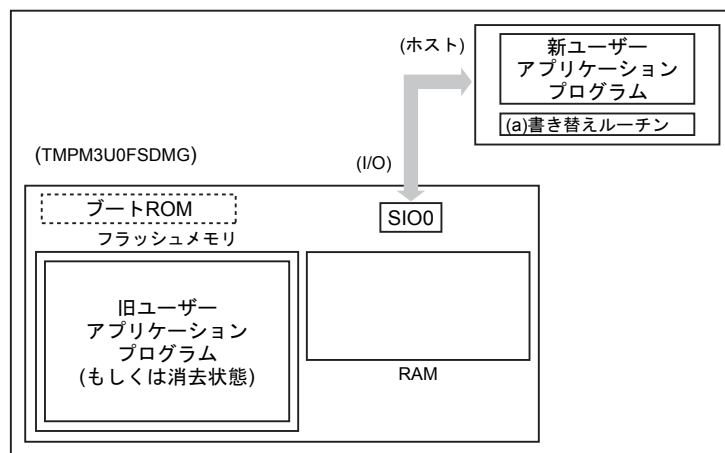 (ホスト)
新ユーザー
アプリケーション
プログラム
(a)書き替えルーチン
(TMPM3U0FSDMG)
(I/O)
ブートROM
SIO0
フラッシュメモリ
旧ユーザー
アプリケーション
プログラム
(もしくは消去状態)
RAM